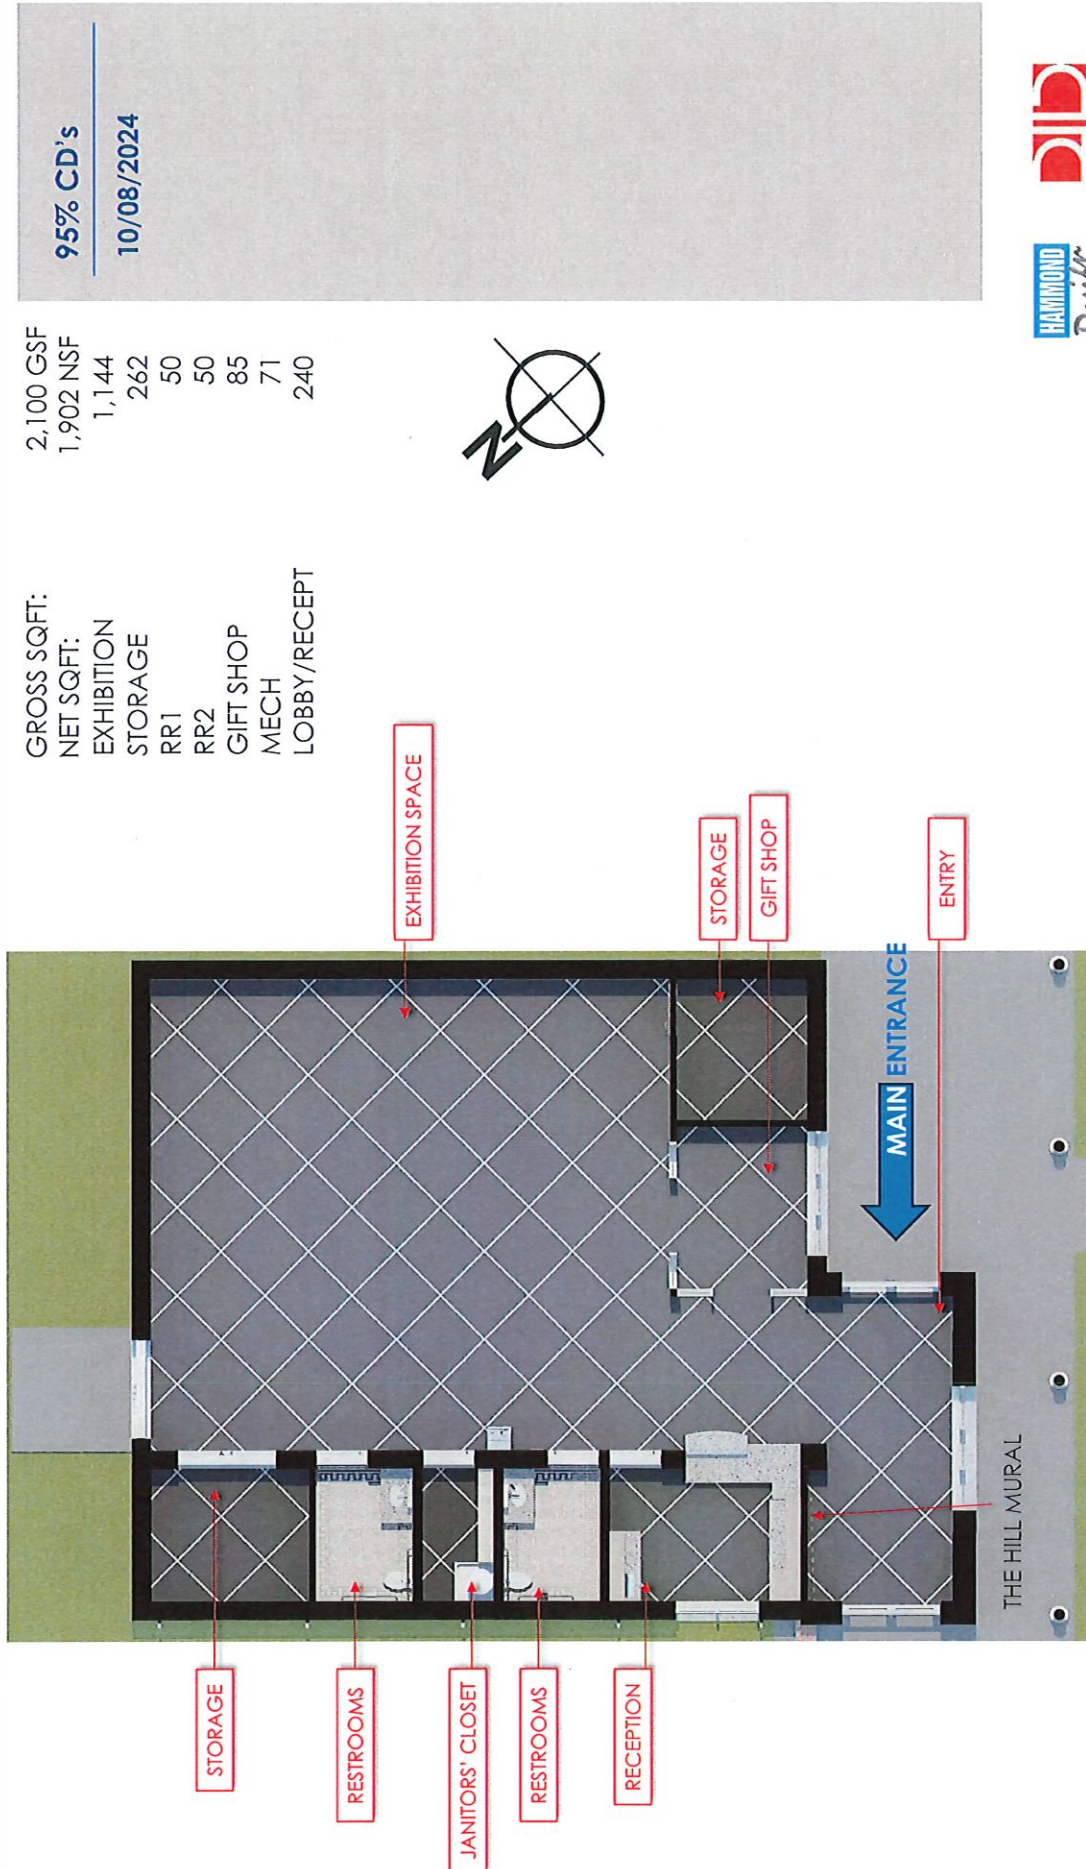 95% CD's
10/08/2024
GROSS SQFT: 2,100 GSF
NET SQFT: 1,902 NSF
EXHIBITION 1,144
STORAGE 262
RR1 50
RR2 50
GIFT SHOP 85
MECH 71
LOBBY/RECEPT 240
N
EXHIBITION SPACE
STORAGE
GIFT SHOP
ENTRY
MAIN ENTRANCE
STORAGE
RESTROOMS
JANITORS' CLOSET
RESTROOMS
RECEPTION
THE HILL MURAL
HAMMOND